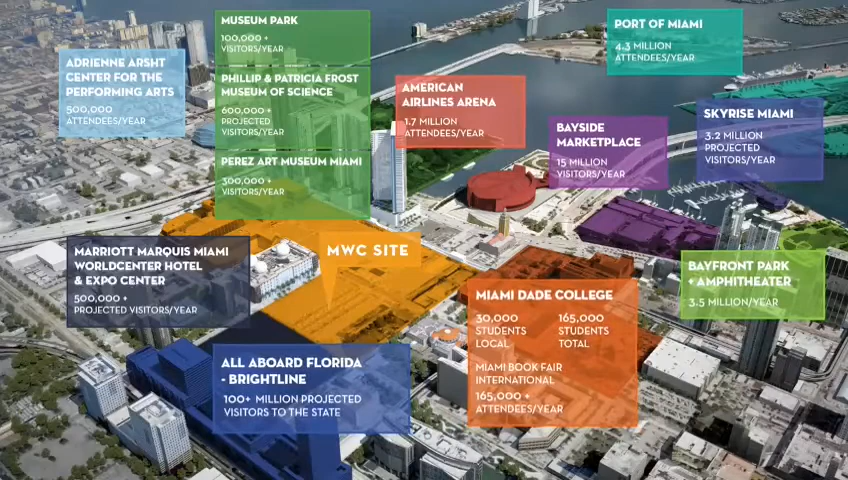 MUSEUM PARK
100,000 +
VISITORS/YEAR
PORT OF MIAMI
4.3 MILLION
ATTENDEES/YEAR
ADRIENNE ARSHT
CENTER FOR THE
PERFORMING ARTS
500,000
ATTENDEES/YEAR
PHILLIP & PATRICIA FROST
MUSEUM OF SCIENCE
600,000 +
PROJECTED
VISITORS/YEAR
AMERICAN
AIRLINES ARENA
1.7 MILLION
ATTENDEES/YEAR
SKYRISE MIAMI
3.2 MILLION
PROJECTED
VISITORS/YEAR
BAYSIDE
MARKETPLACE
15 MILLION
VISITORS/YEAR
PEREZ ART MUSEUM MIAMI
300,000 +
VISITORS/YEAR
MARRIOTT MARQUIS MIAMI
WORLDCENTER HOTEL
& EXPO CENTER
500,000 +
PROJECTED VISITORS/YEAR
MWC SITE
BAYFRONT PARK
+ AMPHITHEATER
3.5 MILLION/YEAR
MIAMI DADE COLLEGE
30,000
STUDENTS
LOCAL
165,000
STUDENTS
TOTAL
MIAMI BOOK FAIR
INTERNATIONAL
165,000 +
ATTENDEES/YEAR
ALL ABOARD FLORIDA
- BRIGHTLINE
100+ MILLION PROJECTED
VISITORS TO THE STATE